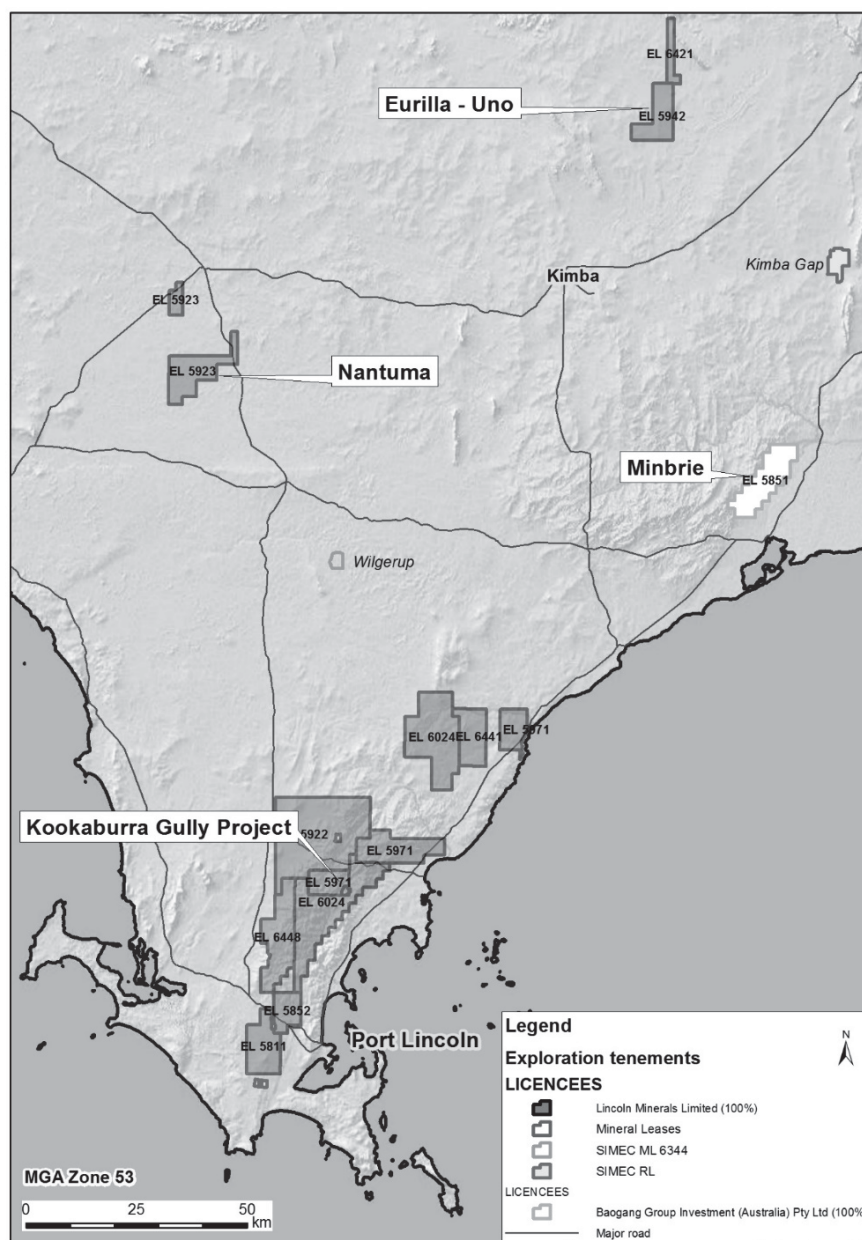 EL 6421
Eurilla - Uno
EL 5942
Kimba Gap
Kimba
EL 5923
EL 5923
Nantuma
Minbrie
EL 5851
Wilgerup
EL 6024
EL 6441
EL 5971
Kookaburra Gully Project
5922
EL 5971
EL 5971
EL 6024
EL 6448
EL 5852
EL 5811
Port Lincoln
MGA Zone 53
0 25 50
km
Legend
N
Exploration tenements
LICENCEES
Lincoln Minerals Limited (100%)
Mineral Leases
SIMEC ML 6344
SIMEC RL
LICENCEES
Baogang Group Investment (Australia) Pty Ltd (100%
Major road